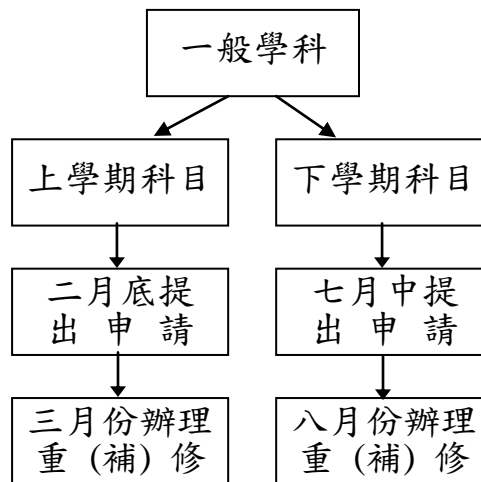 一般學科
上學期科目
下學期科目
二月底提
出 申 請
七月中提
出 申 請
三月份辦理
重 (補) 修
八月份辦理
重 (補) 修